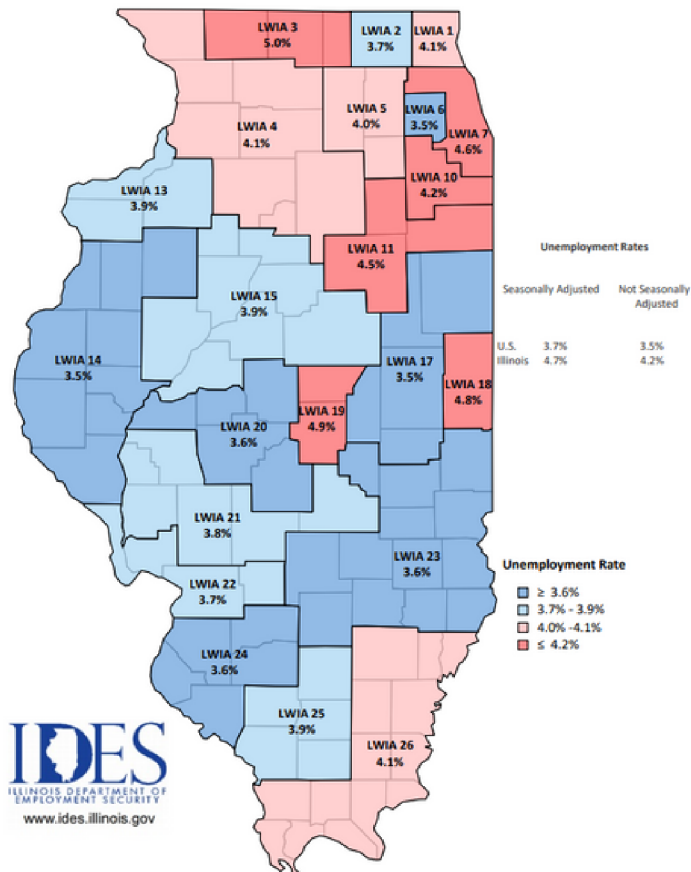 LWIA 3
5.0%
LWIA 2
3.7%
LWIA 1
4.1%
LWIA 4
4.1%
LWIA 5
4.0%
LWIA 6
3.5%
LWIA 7
4.6%
LWIA 10
4.2%
LWIA 13
3.9%
LWIA 11
4.5%
Unemployment Rates
Seasonally Adjusted Not Seasonally
Adjusted
U.S. 3.7% 3.5%
Illinois 4.7% 4.2%
LWIA 15
3.9%
LWIA 14
3.5%
LWIA 17
3.5%
LWIA 18
4.8%
LWIA 19
4.9%
LWIA 20
3.6%
LWIA 21
3.8%
LWIA 23
3.6%
LWIA 22
3.7%
Unemployment Rate
≥ 3.6%
3.7% - 3.9%
4.0% -4.1%
≤ 4.2%
LWIA 24
3.6%
LWIA 25
3.9%
LWIA 26
4.1%
IDES
ILLINOIS DEPARTMENT OF
EMPLOYMENT SECURITY
www.ides.illinois.gov